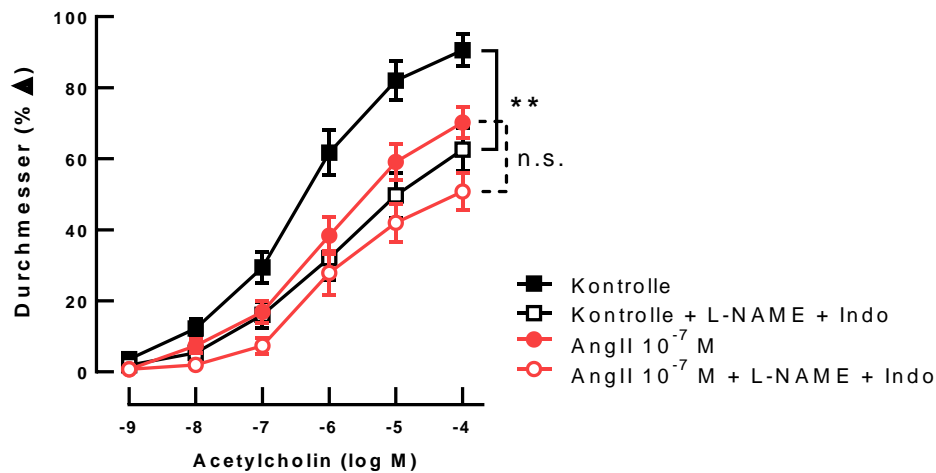 100
80
60
40
20
0
Durchmesser (% ▲)
**
n.s.
-9 -8 -7 -6 -5 -4
Acetylcholin (log M)
Kontrolle
Kontrolle + L-NAME + Indo
AngII 10⁻⁷ M
AngII 10⁻⁷ M + L-NAME + Indo